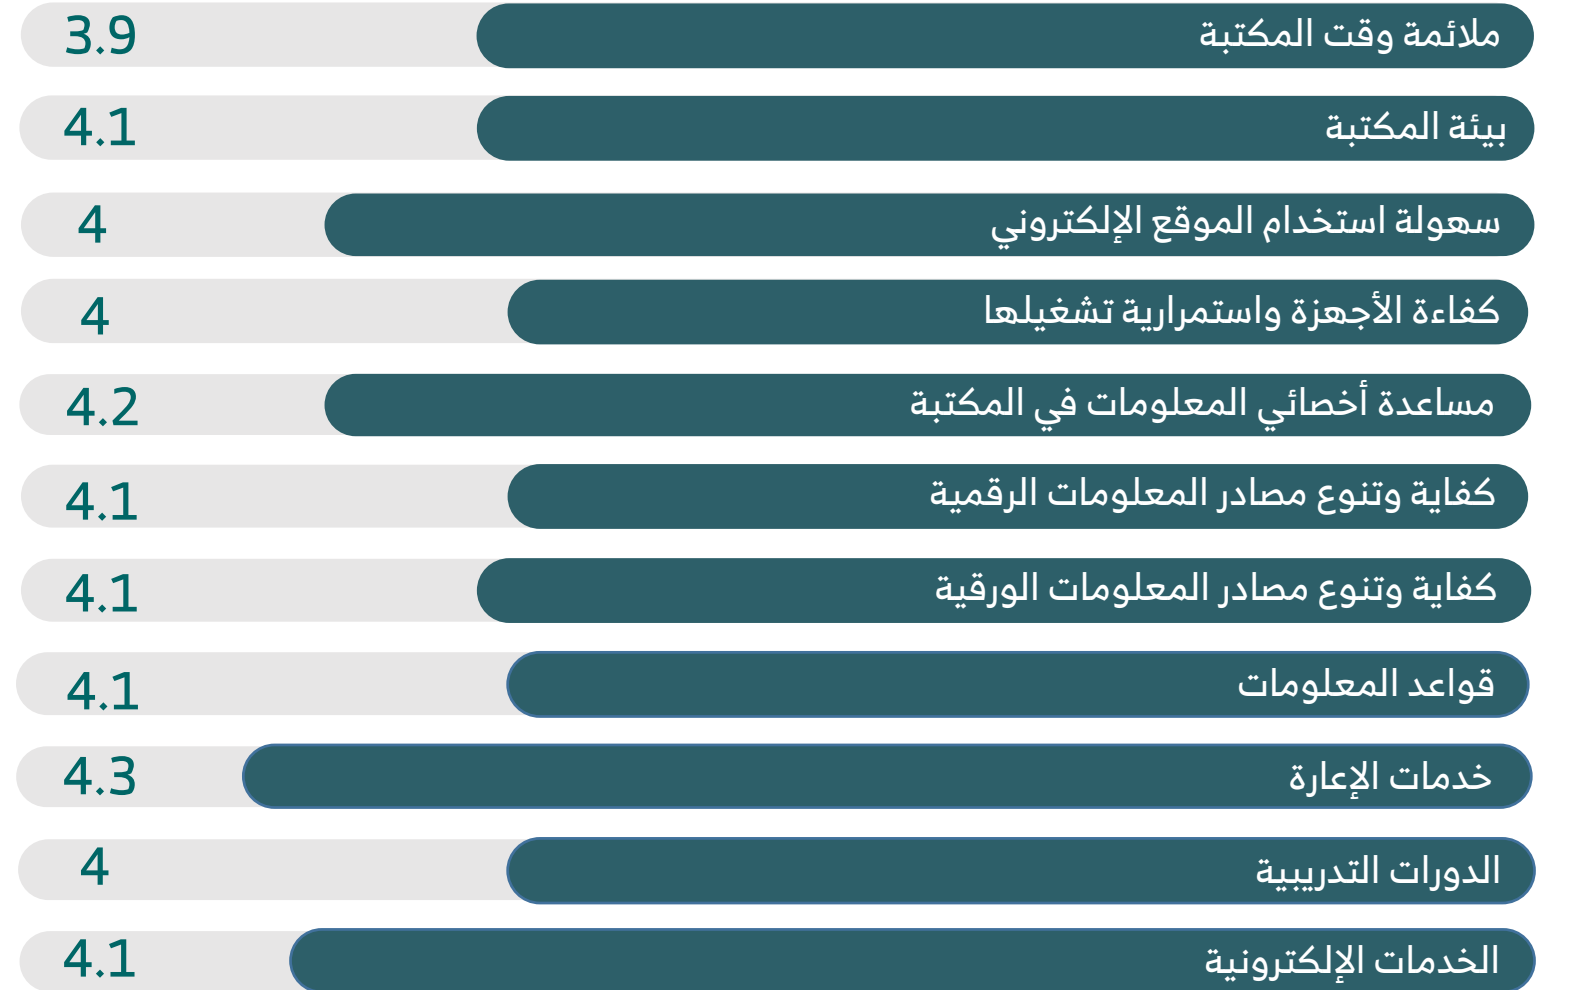 ملائمة وقت المكتبة 3.9
بيئة المكتبة 4.1
سهولة استخدام الموقع الإلكتروني 4
كفاءة الأجهزة واستمرارية تشغيلها 4
مساعدة أخصائي المعلومات في المكتبة 4.2
كفاية وتنوع مصادر المعلومات الرقمية 4.1
كفاية وتنوع مصادر المعلومات الورقية 4.1
قواعد المعلومات 4.1
خدمات الإعارة 4.3
الدورات التدريبية 4
الخدمات الإلكترونية 4.1